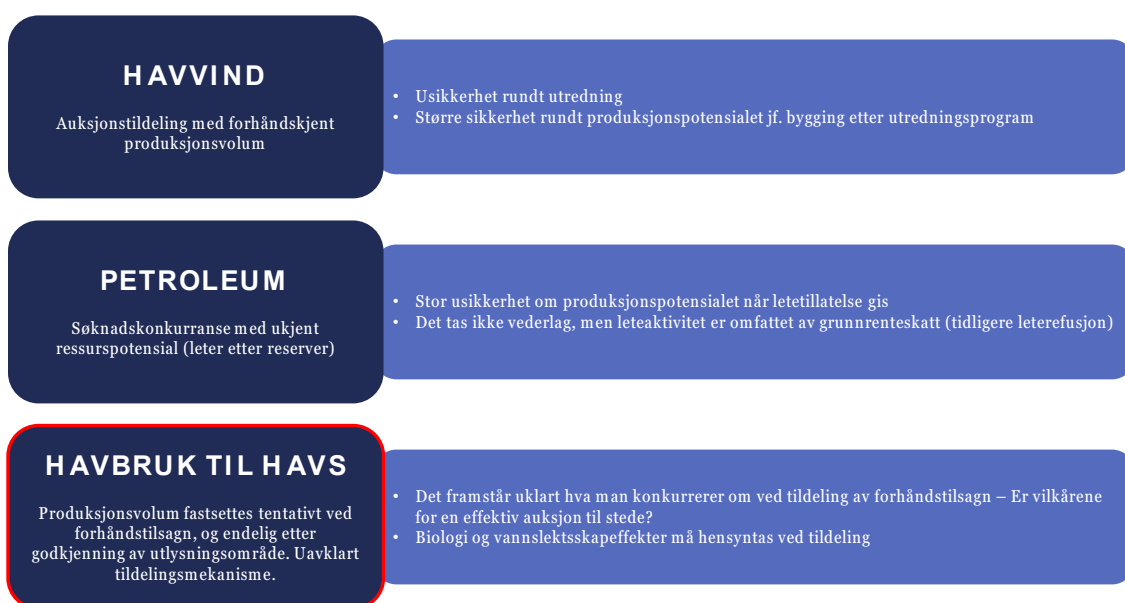 HAVVIND
Auksjonstildeling med forhåndskjent
produksjonsvolum
• Usikkerhet rundt utredning
• Større sikkerhet rundt produksjonspotensialet jf. bygging etter utredningsprogram
PETROLEUM
Søknadskonkurranse med ukjent
ressurspotensial (leter etter reserver)
• Stor usikkerhet om produksjonspotensialet når letetillatelse gis
• Det tas ikke vederlag, men leteaktivitet er omfattet av grunnrenteskatt (tidligere leterefusjon)
HAVBRUK TIL HAVS
Produksjonsvolum fastsettes tentativt ved
forhåndstilsagn, og endelig etter
godkjenning av utlysningsområde. Uavklart
tildelingsmekanisme.
• Det framstår uklart hva man konkurrerer om ved tildeling av forhåndstilsagn – Er vilkårene
for en effektiv auksjon til stede?
• Biologi og vannslektsskapeffekter må hensyntas ved tildeling